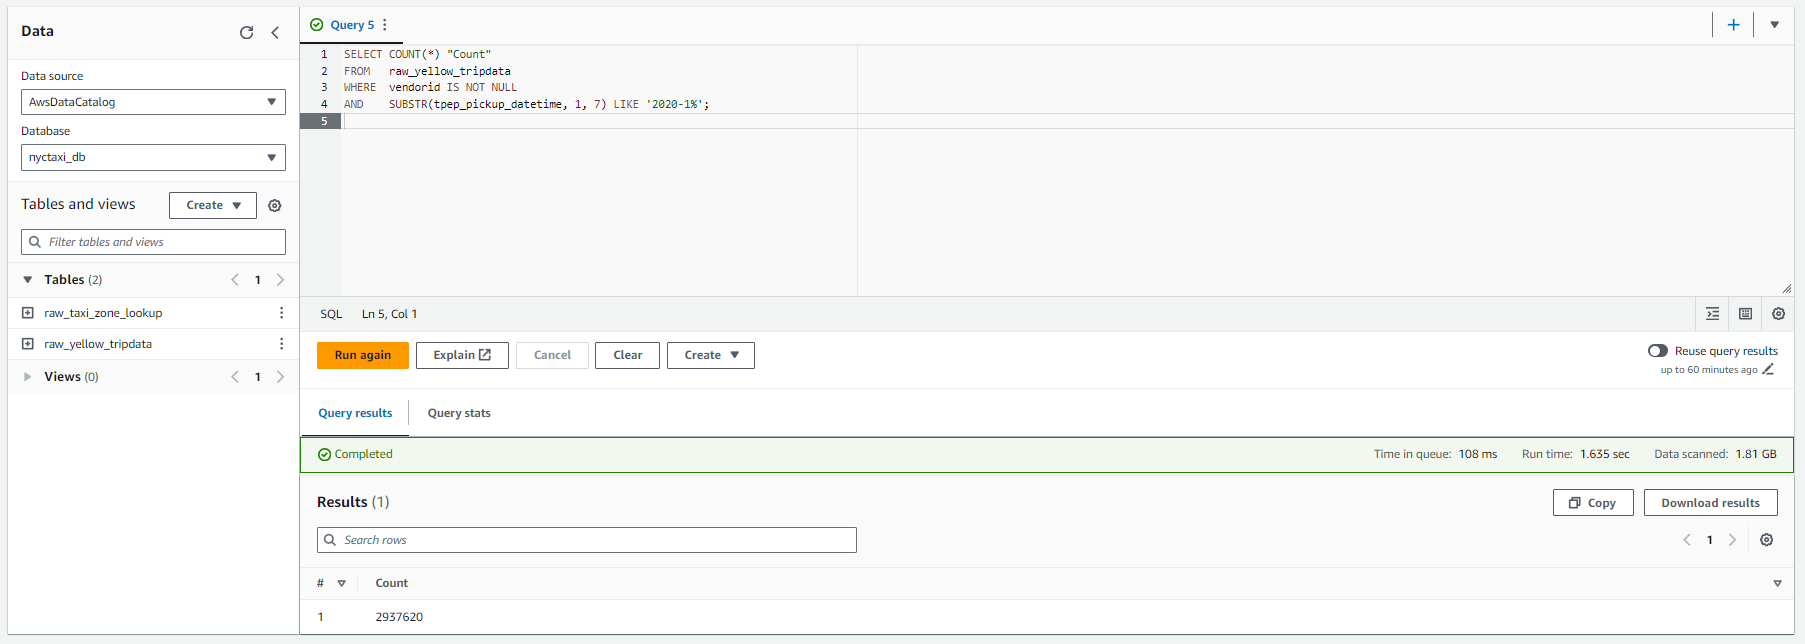 Data
Data source
AwsDataCatalog
Database
nyctaxi_db
Tables and views
Create
Filter tables and views
Tables (2)
1
raw_taxi_zone_lookup
raw_yellow_tripdata
Views (0)
1
Query 5
1 SELECT COUNT(*) "Count"
2 FROM raw_yellow_tripdata
3 WHERE vendorid IS NOT NULL
4 AND SUBSTR(tpep_pickup_datetime, 1, 7) LIKE '2020-1%';
5
SQL Ln 5, Col 1
Run again Explain Cancel Clear Create
Reuse query results
up to 60 minutes ago
Query results Query stats
Completed Time in queue: 108 ms Run time: 1.635 sec Data scanned: 1.81 GB
Results (1) Copy Download results
Search rows 1
# Count
1 2937620